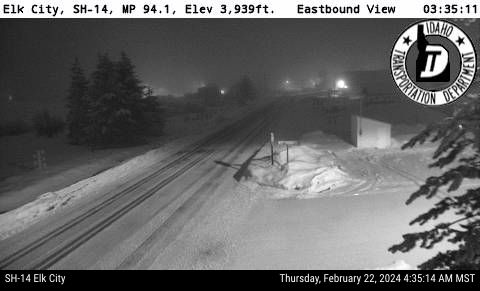 Elk City, SH-14, MP 94.1, Elev 3,939ft. Eastbound View 03:35:11
IDAHO
TRANSPORTATION DEPARTMENT
SH-14 Elk City Thursday, February 22, 2024 4:35:14 AM MST